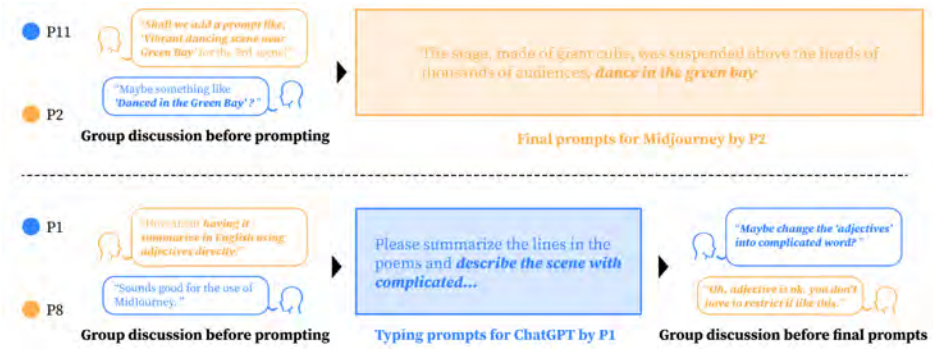 P11
"Shall we add a prompt like,
'Vibrant dancing scene near
Green Bay' for the 3rd scene?"
P2
"Maybe something like
'Danced in the Green Bay' ? "
Group discussion before prompting
The stage, made of giant cube, was suspended above the heads of
thousands of audiences, dance in the green bay
Final prompts for Midjourney by P2
P1
having it
summarise in English using
adjectives directly."
P8
"Sounds good for the use of
MidJourney. "
Group discussion before prompting
Please summarize the lines in the
poems and describe the scene with
complicated...
Typing prompts for ChatGPT by P1
"Maybe change the 'adjectives'
into complicated word? "
"Uh, adjective is ok, you don't
have to restrict it like this."
Group discussion before final prompts